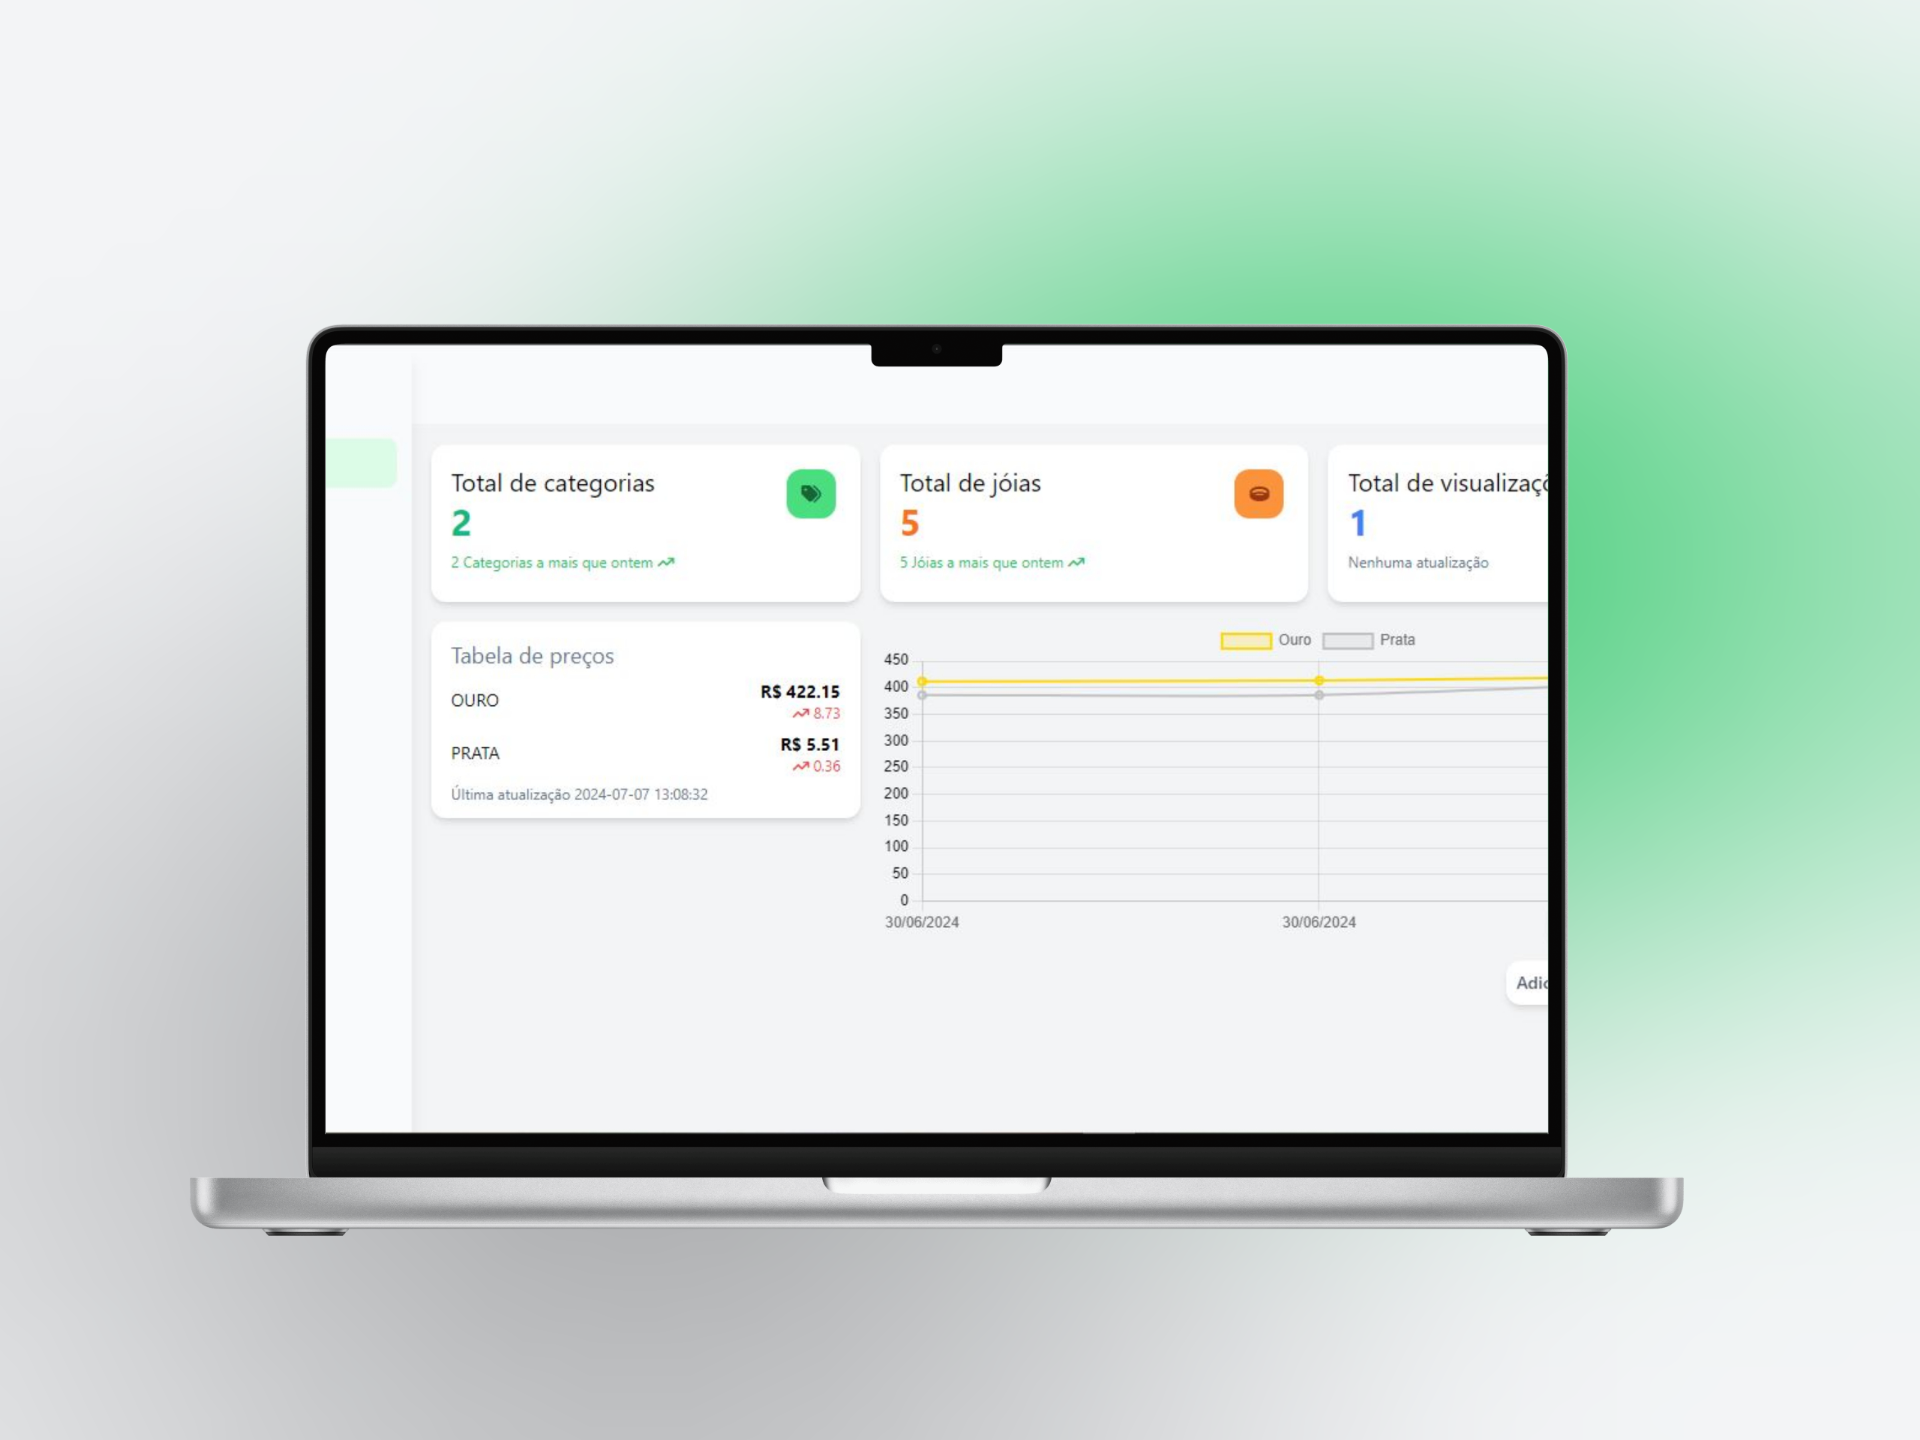 Total de categorias
2
2 Categorias a mais que ontem
Total de jóias
5
5 Jóias a mais que ontem
Total de visualizaç
1
Nenhuma atualização
Tabela de preços
OURO
R$ 422.15
8.73
PRATA
R$ 5.51
0.36
Última atualização 2024-07-07 13:08:32
Ouro Prata
450
400
350
300
250
200
150
100
50
0
30/06/2024 30/06/2024
Adic